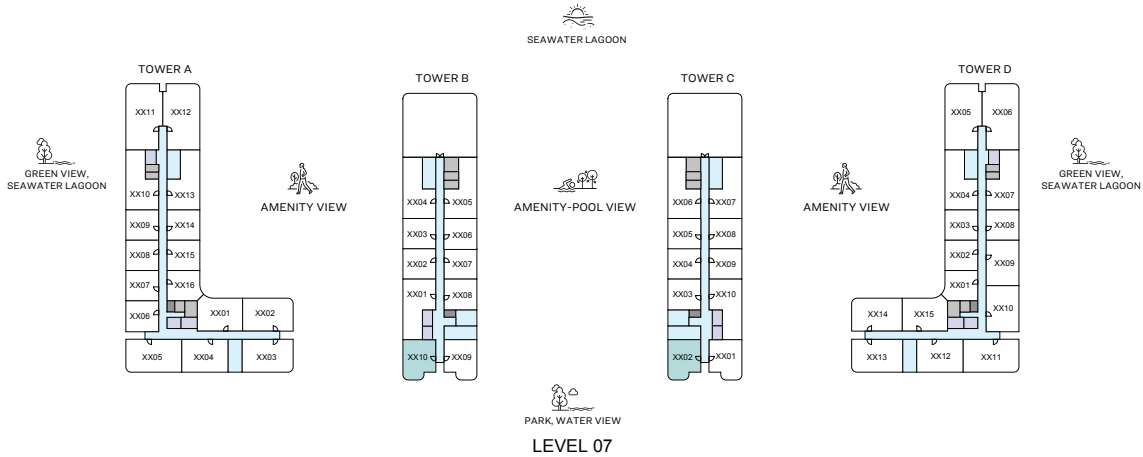 SEAWATER LAGOON
TOWER A
TOWER B
TOWER C
TOWER D
GREEN VIEW,
SEAWATER LAGOON
AMENITY VIEW
AMENITY-POOL VIEW
AMENITY VIEW
GREEN VIEW,
SEAWATER LAGOON
XX11 XX12
XX10 XX13
XX09 XX14
XX08 XX15
XX07 XX16
XX06 XX01 XX02
XX05 XX04 XX03
XX04 XX05
XX03 XX06
XX02 XX07
XX01 XX08
XX10 XX09
XX06 XX07
XX05 XX08
XX04 XX09
XX03 XX10
XX02 XX01
XX05 XX06
XX04 XX07
XX03 XX08
XX02 XX09
XX01
XX14 XX15 XX10
XX13 XX12 XX11
PARK, WATER VIEW
LEVEL 07